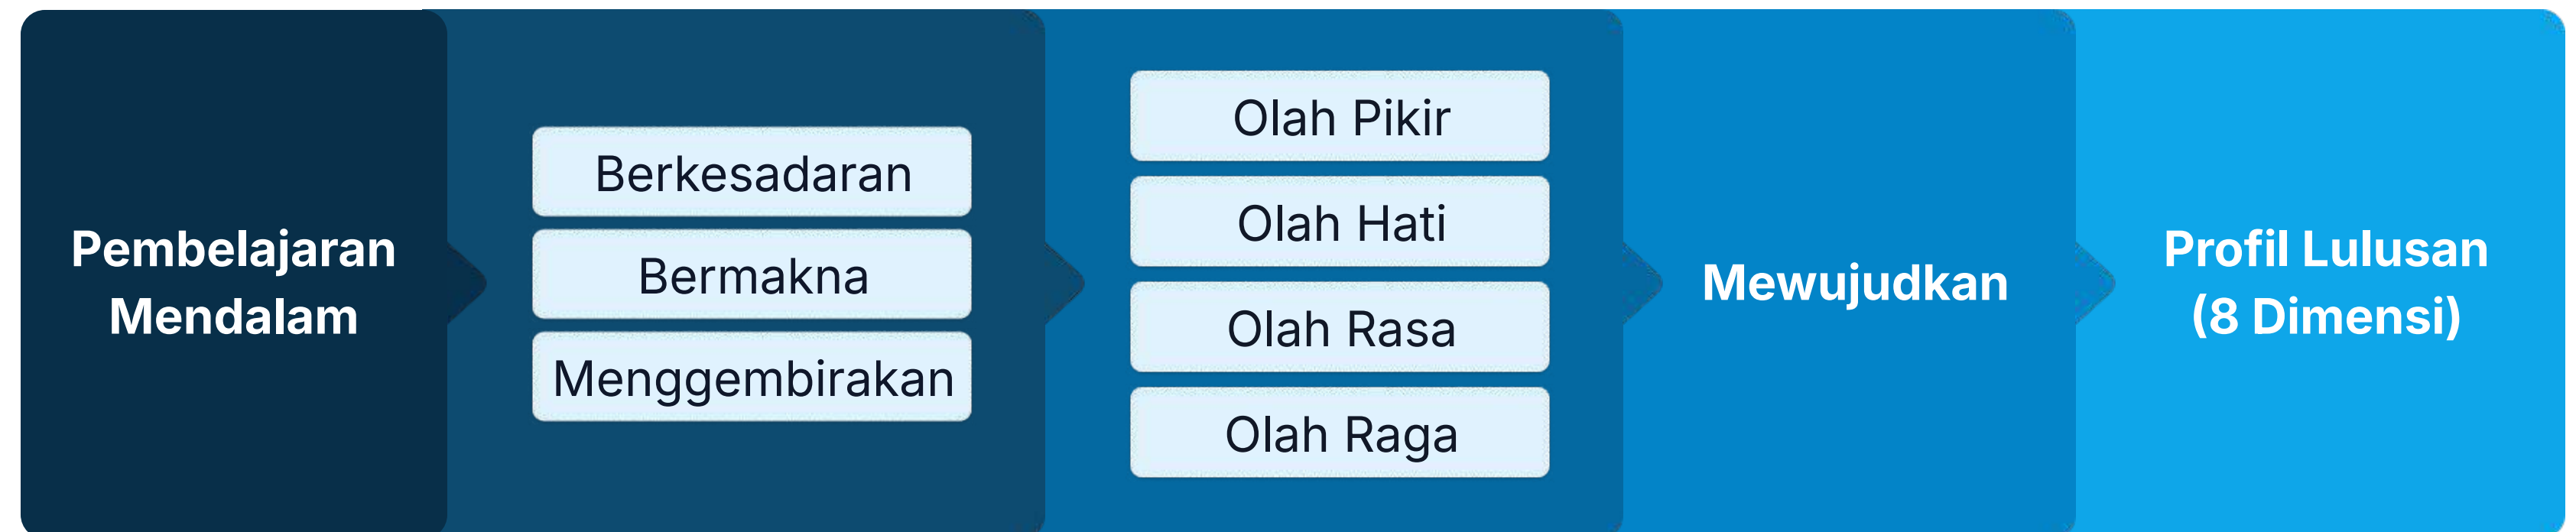 Pembelajaran
Mendalam
Berkesadaran
Bermakna
Menggembirakan
Olah Pikir
Olah Hati
Olah Rasa
Olah Raga
Mewujudkan
Profil Lulusan
(8 Dimensi)